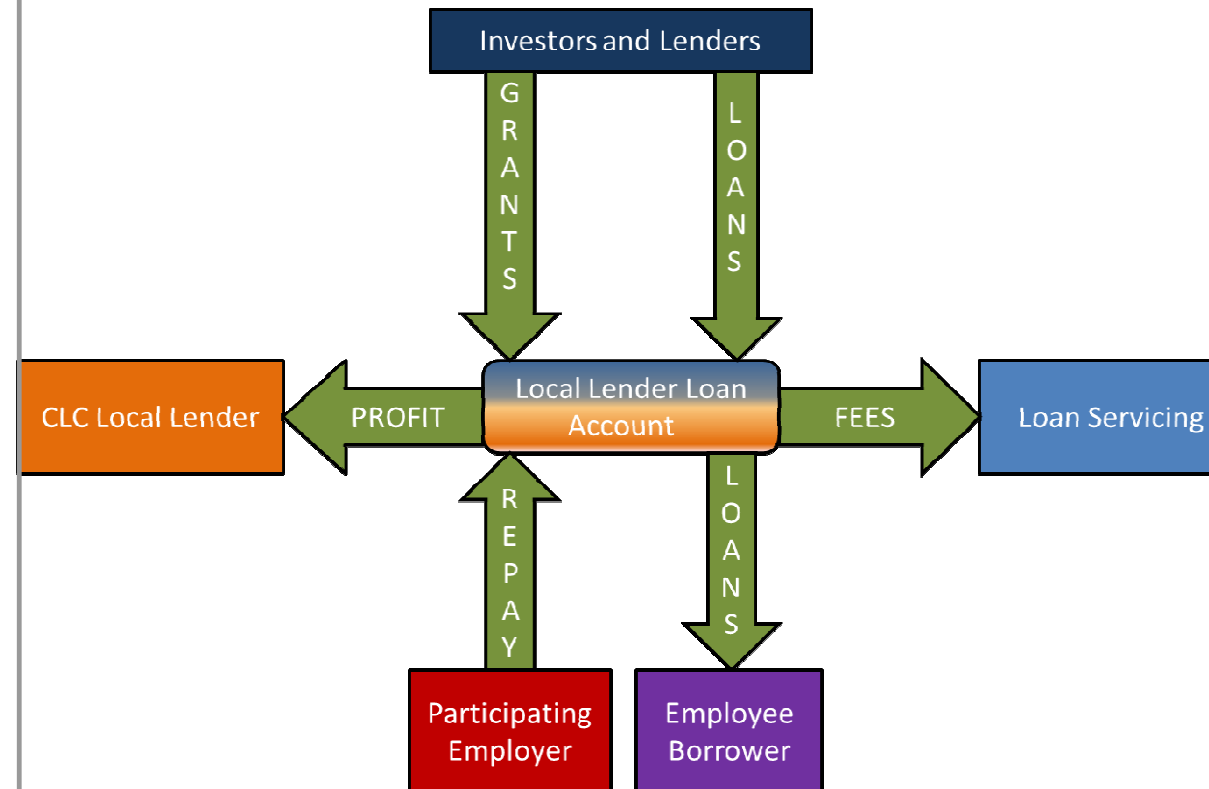 Investors and Lenders
GRANTS
LOANS
CLC Local Lender
PROFIT
Local Lender Loan
Account
FEES
Loan Servicing
REPAY
LOANS
Participating
Employer
Employee
Borrower